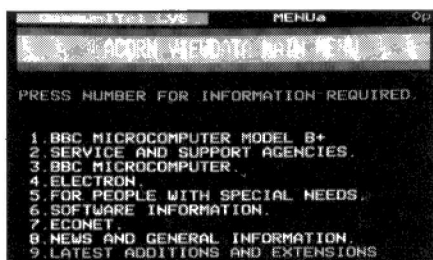 MENUa 0p
ACORN VIEWDATA MAIN MENU
PRESS NUMBER FOR INFORMATION REQUIRED.
1.BBC MICROCOMPUTER MODEL B+
2.SERVICE AND SUPPORT AGENCIES.
3.BBC MICROCOMPUTER.
4.ELECTRON.
5.FOR PEOPLE WITH SPECIAL NEEDS.
6.SOFTWARE INFORMATION.
7.ECONET.
8.NEWS AND GENERAL INFORMATION.
9.LATEST ADDITIONS AND EXTENSIONS